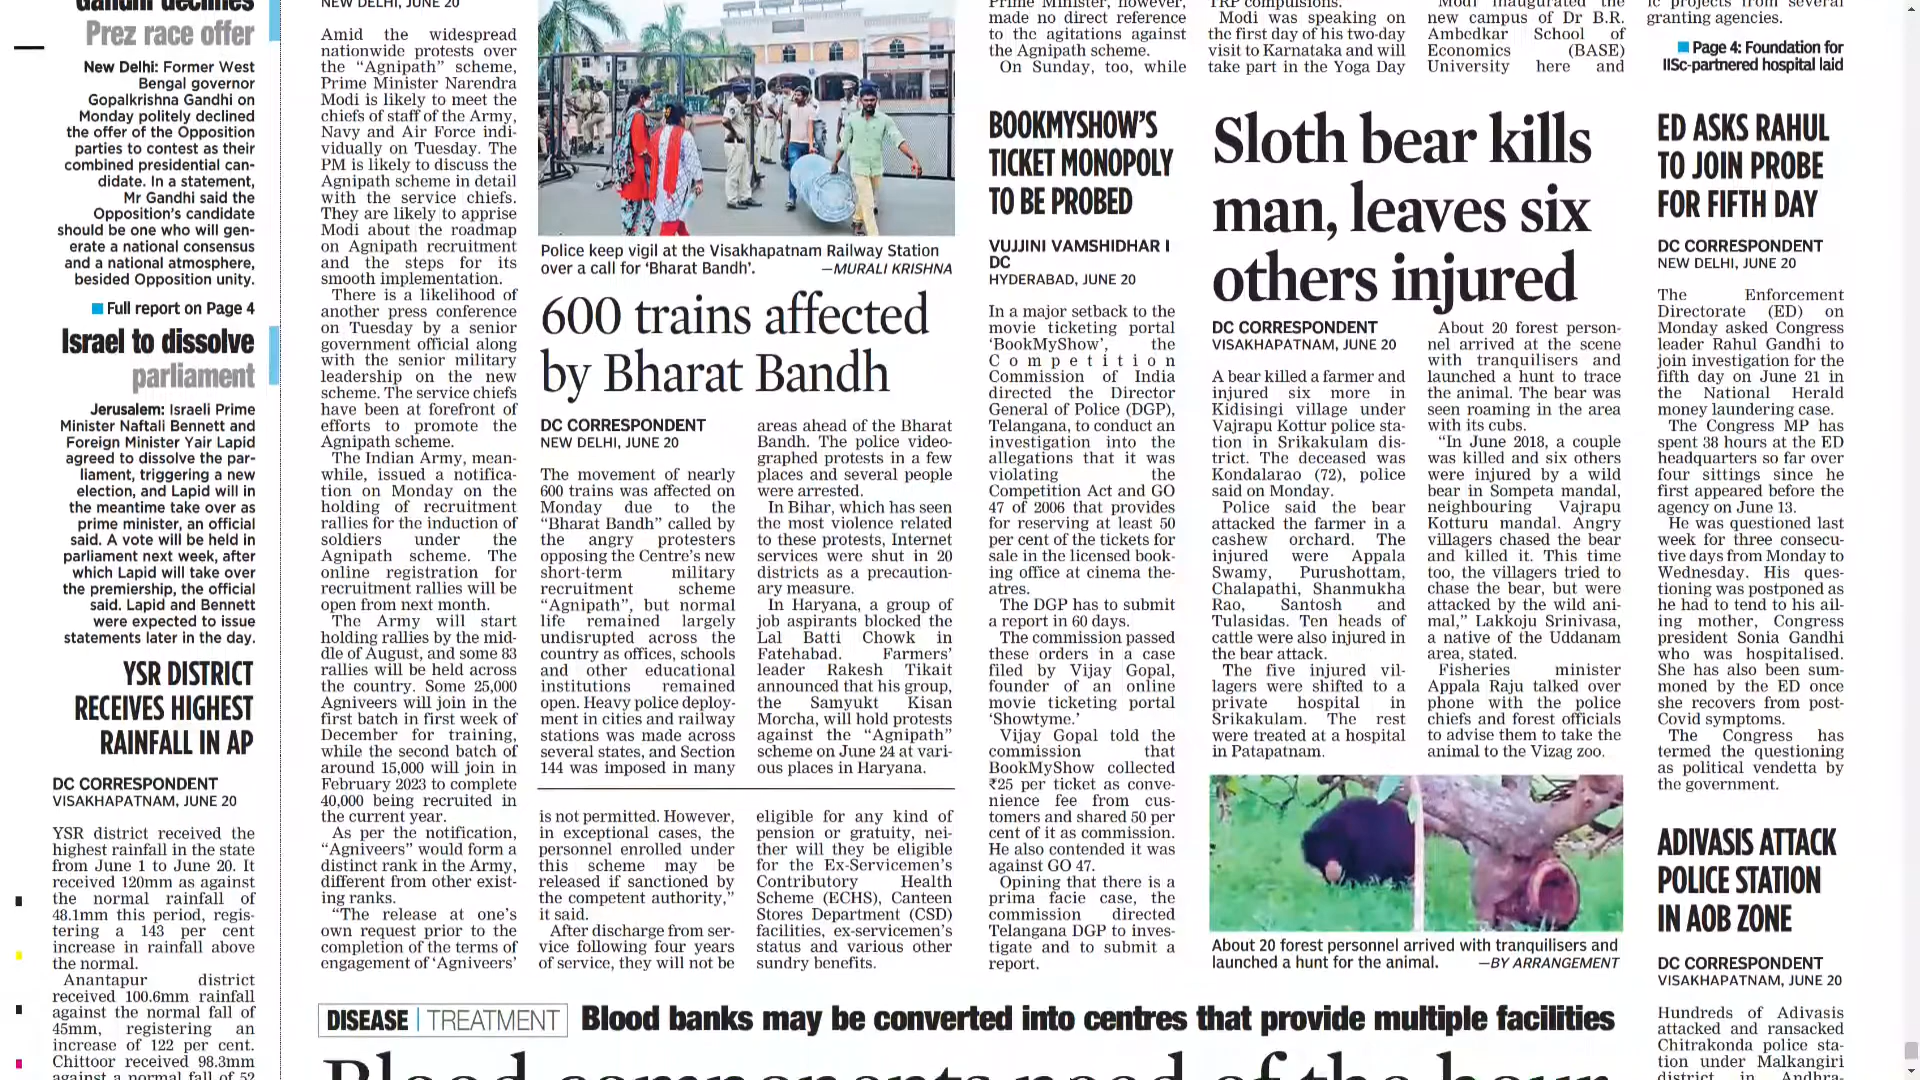 Gandhi declines
Prez race offer
New Delhi: Former West
Bengal governor
Gopalkrishna Gandhi on
Monday politely declined
the offer of the Opposition
parties to contest as their
combined presidential can-
didate. In a statement,
Mr Gandhi said the
Opposition's candidate
should be one who will gen-
erate a national consensus
and a national atmosphere,
besided Opposition unity.
Full report on Page 4
Israel to dissolve
parliament
Jerusalem: Israeli Prime
Minister Naftali Bennett and
Foreign Minister Yair Lapid
agreed to dissolve the par-
liament, triggering a new
election, and Lapid will in
the meantime take over as
prime minister, an official
said. A vote will be held in
parliament next week, after
which Lapid will take over
the premiership, the official
said. Lapid and Bennett
were expected to issue
statements later in the day.
YSR DISTRICT
RECEIVES HIGHEST
RAINFALL IN AP
DC CORRESPONDENT
VISAKHAPATNAM, JUNE 20
YSR district received the
highest rainfall in the state
from June 1 to June 20. It
received 120mm as against
the normal rainfall of
48.1mm this period, regis-
tering a 143 per cent
increase in rainfall above
the normal.
Anantapur district
received 100.6mm rainfall
against the normal fall of
45mm, registering an
increase of 122 per cent.
Chittoor received 98.3mm
against a normal fall of 52
NEW DELHI, JUNE 20
Amid the widespread
nationwide protests over
the "Agnipath" scheme,
Prime Minister Narendra
Modi is likely to meet the
chiefs of staff of the Army,
Navy and Air Force indi-
vidually on Tuesday. The
PM is likely to discuss the
Agnipath scheme in detail
with the service chiefs.
They are likely to apprise
Modi about the roadmap
on Agnipath recruitment
and the steps for its
smooth implementation.
There is a likelihood of
another press conference
on Tuesday by a senior
government official along
with the senior military
leadership on the new
scheme. The service chiefs
have been at forefront of
efforts to promote the
Agnipath scheme.
The Indian Army, mean-
while, issued a notifica-
tion on Monday on the
holding of recruitment
rallies for the induction of
soldiers under the
Agnipath scheme. The
online registration for
recruitment rallies will be
open from next month.
The Army will start
holding rallies by the mid-
dle of August, and some 83
rallies will be held across
the country. Some 25,000
Agniveers will join in the
first batch in first week of
December for training,
while the second batch of
around 15,000 will join in
February 2023 to complete
40,000 being recruited in
the current year.
As per the notification,
"Agniveers" would form a
distinct rank in the Army,
different from other exist-
ing ranks.
"The release at one's
own request prior to the
completion of the terms of
engagement of 'Agniveers'
is not permitted. However,
in exceptional cases, the
personnel enrolled under
this scheme may be
released if sanctioned by
the competent authority,"
it said.
After discharge from ser-
vice following four years
of service, they will not be
eligible for any kind of
pension or gratuity, nei-
ther will they be eligible
for the Ex-Servicemen's
Contributory Health
Scheme (ECHS), Canteen
Stores Department (CSD)
facilities, ex-servicemen's
status and various other
sundry benefits.
Police keep vigil at the Visakhapatnam Railway Station
over a call for 'Bharat Bandh'. —MURALI KRISHNA
600 trains affected
by Bharat Bandh
DC CORRESPONDENT
NEW DELHI, JUNE 20
The movement of nearly
600 trains was affected on
Monday due to the
"Bharat Bandh" called by
the angry protesters
opposing the Centre's new
short-term military
recruitment scheme
"Agnipath", but normal
life remained largely
undisrupted across the
country as offices, schools
and other educational
institutions remained
open. Heavy police deploy-
ment in cities and railway
stations was made across
several states, and Section
144 was imposed in many
areas ahead of the Bharat
Bandh. The police video-
graphed protests in a few
places and several people
were arrested.
In Bihar, which has seen
the most violence related
to these protests, Internet
services were shut in 20
districts as a precaution-
ary measure.
In Haryana, a group of
job aspirants blocked the
Lal Batti Chowk in
Fatehabad. Farmers'
leader Rakesh Tikait
announced that his group,
the Samyukt Kisan
Morcha, will hold protests
against the "Agnipath"
scheme on June 24 at vari-
ous places in Haryana.
Prime Minister, however,
made no direct reference
to the agitations against
the Agnipath scheme.
On Sunday, too, while
TRP compulsions.
Modi was speaking on
the first day of his two-day
visit to Karnataka and will
take part in the Yoga Day
Modi inaugurated the
new campus of Dr B.R.
Ambedkar School of
Economics (BASE)
University here and
ic projects from several
granting agencies.
Page 4: Foundation for
IISc-partnered hospital laid
BOOKMYSHOW'S
TICKET MONOPOLY
TO BE PROBED
VUJJINI VAMSHIDHAR I
DC
HYDERABAD, JUNE 20
In a major setback to the
movie ticketing portal
'BookMyShow', the
Competition
Commission of India
directed the Director
General of Police (DGP),
Telangana, to conduct an
investigation into the
allegations that it was
violating the
Competition Act and GO
47 of 2006 that provides
for reserving at least 50
per cent of the tickets for
sale in the licensed book-
ing office at cinema the-
atres.
The DGP has to submit
a report in 60 days.
The commission passed
these orders in a case
filed by Vijay Gopal,
founder of an online
movie ticketing portal
'Showtyme.'
Vijay Gopal told the
commission that
BookMyShow collected
₹25 per ticket as conve-
nience fee from cus-
tomers and shared 50 per
cent of it as commission.
He also contended it was
against GO 47.
Opining that there is a
prima facie case, the
commission directed
Telangana DGP to inves-
tigate and to submit a
report.
Sloth bear kills
man, leaves six
others injured
DC CORRESPONDENT
VISAKHAPATNAM, JUNE 20
A bear killed a farmer and
injured six more in
Kidisingi village under
Vajrapu Kottur police sta-
tion in Srikakulam dis-
trict. The deceased was
Kondalarao (72), police
said on Monday.
Police said the bear
attacked the farmer in a
cashew orchard. The
injured were Appala
Swamy, Purushottam,
Chalapathi, Shanmukha
Rao, Santosh and
Tulasidas. Ten heads of
cattle were also injured in
the bear attack.
The five injured vil-
lagers were shifted to a
private hospital in
Srikakulam. The rest
were treated at a hospital
in Patapatnam.
About 20 forest person-
nel arrived at the scene
with tranquilisers and
launched a hunt to trace
the animal. The bear was
seen roaming in the area
with its cubs.
"In June 2018, a couple
was killed and six others
were injured by a wild
bear in Sompeta mandal,
neighbouring Vajrapu
Kotturu mandal. Angry
villagers chased the bear
and killed it. This time
too, the villagers tried to
chase the bear, but were
attacked by the wild ani-
mal," Lakkoju Srinivasa,
a native of the Uddanam
area, stated.
Fisheries minister
Appala Raju talked over
phone with the police
chiefs and forest officials
to advise them to take the
animal to the Vizag zoo.
About 20 forest personnel arrived with tranquilisers and
launched a hunt for the animal. —BY ARRANGEMENT
ED ASKS RAHUL
TO JOIN PROBE
FOR FIFTH DAY
DC CORRESPONDENT
NEW DELHI, JUNE 20
The Enforcement
Directorate (ED) on
Monday asked Congress
leader Rahul Gandhi to
join investigation for the
fifth day on June 21 in
the National Herald
money laundering case.
The Congress MP has
spent 38 hours at the ED
headquarters so far over
four sittings since he
first appeared before the
agency on June 13.
He was questioned last
week for three consecu-
tive days from Monday to
Wednesday. His ques-
tioning was postponed as
he had to tend to his ail-
ing mother, Congress
president Sonia Gandhi
who was hospitalised.
She has also been sum-
moned by the ED once
she recovers from post-
Covid symptoms.
The Congress has
termed the questioning
as political vendetta by
the government.
ADIVASIS ATTACK
POLICE STATION
IN AOB ZONE
DC CORRESPONDENT
VISAKHAPATNAM, JUNE 20
Hundreds of Adivasis
attacked and ransacked
Chitrakonda police sta-
tion under Malkangiri
district in Andhra-
DISEASE | TREATMENT Blood banks may be converted into centres that provide multiple facilities
Blood components need of the hour